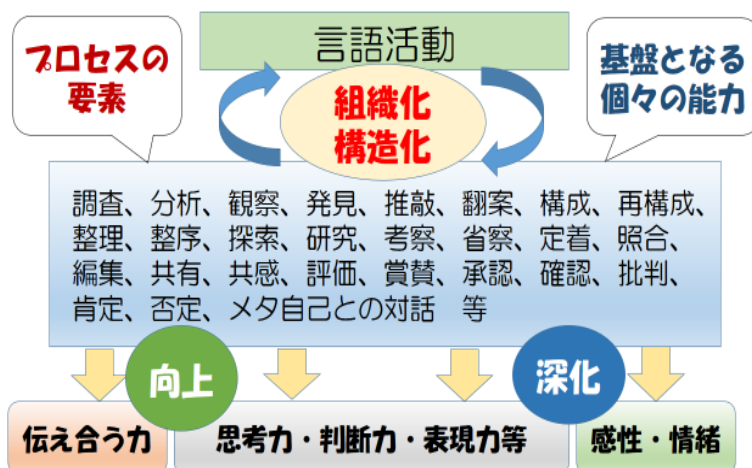 プロセスの
要素
言語活動
組織化
構造化
基盤となる
個々の能力
調査、分析、観察、発見、推敲、翻案、構成、再構成、
整理、整序、探索、研究、考察、省察、定着、照合、
編集、共有、共感、評価、賞賛、承認、確認、批判、
肯定、否定、メタ自己との対話　等
向上
深化
伝え合う力
思考力・判断力・表現力等
感性・情緒